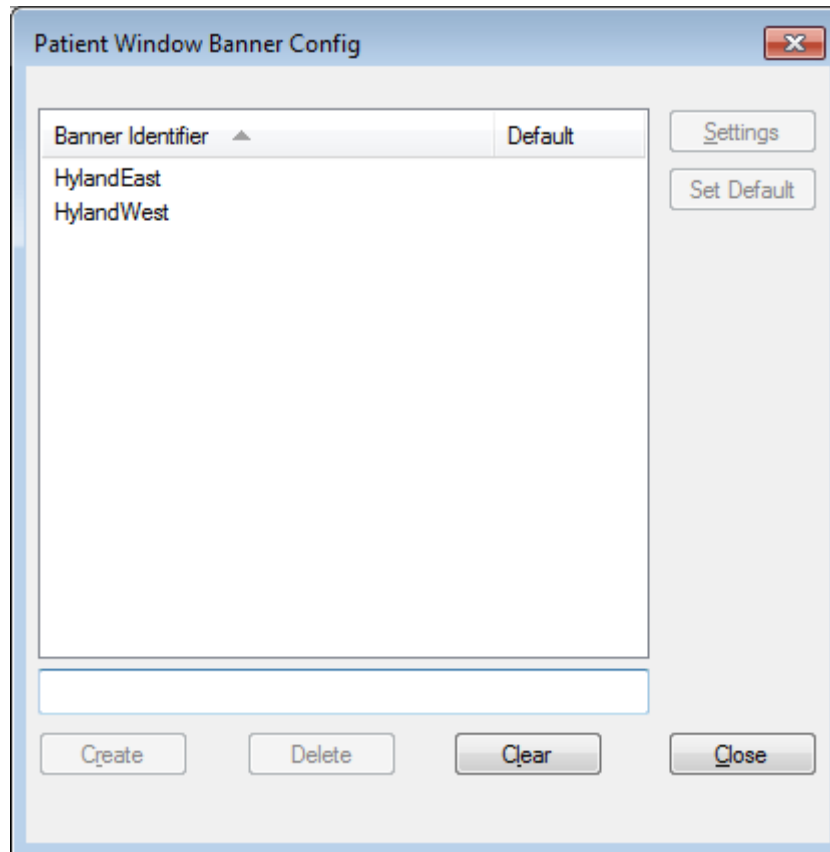 Patient Window Banner Config
Banner Identifier Default
Settings
HylandEast
Set Default
HylandWest
Create Delete Clear Close